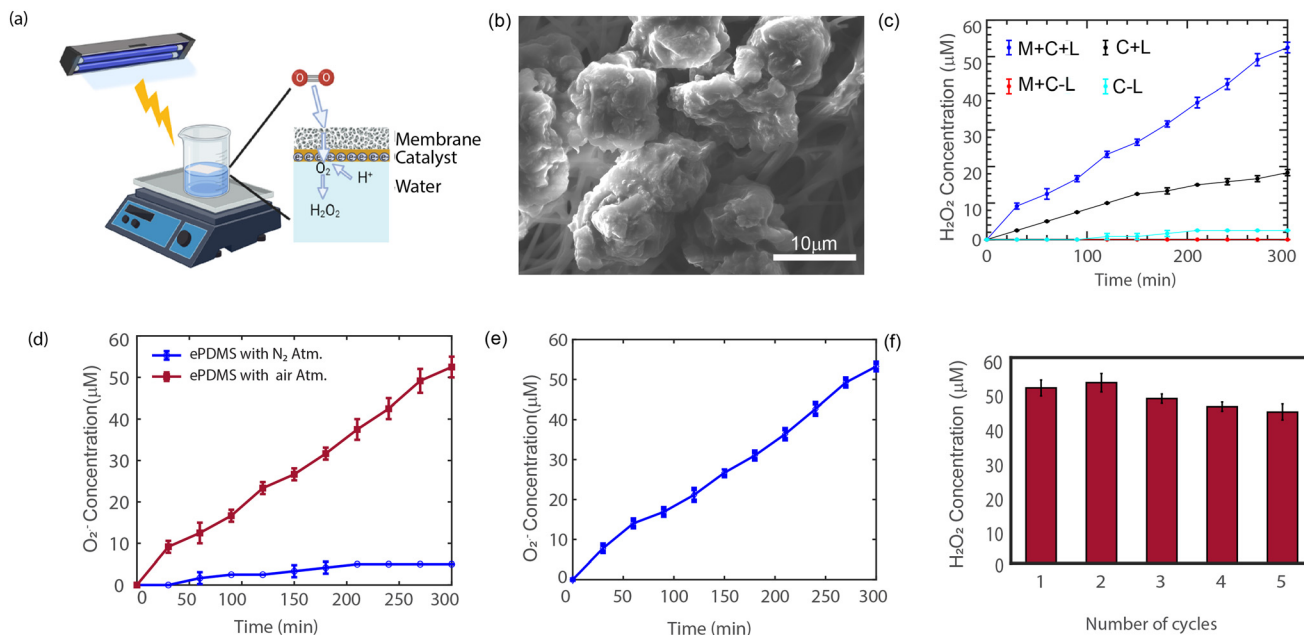 (a)
O
O
Membrane
Catalyst
e- e- e- e- e- e- e- e-
O₂
H⁺
Water
H₂O₂
(b)
10μm
(c)
H₂O₂ Concentration (μM)
60
50
40
30
20
10
0
M+C+L
C+L
M+C-L
C-L
0
100
200
300
Time (min)
(d)
O₂·⁻ Concentration(μM)
60
50
40
30
20
10
0
ePDMS with N₂ Atm.
ePDMS with air Atm.
0 50 100 150 200 250 300
Time (min)
(e)
O₂·⁻ Concentration(μM)
60
50
40
30
20
10
0
0 50 100 150 200 250 300
Time (min)
(f)
H₂O₂ Concentration (μM)
60
50
40
30
20
10
0
1 2 3 4 5
Number of cycles